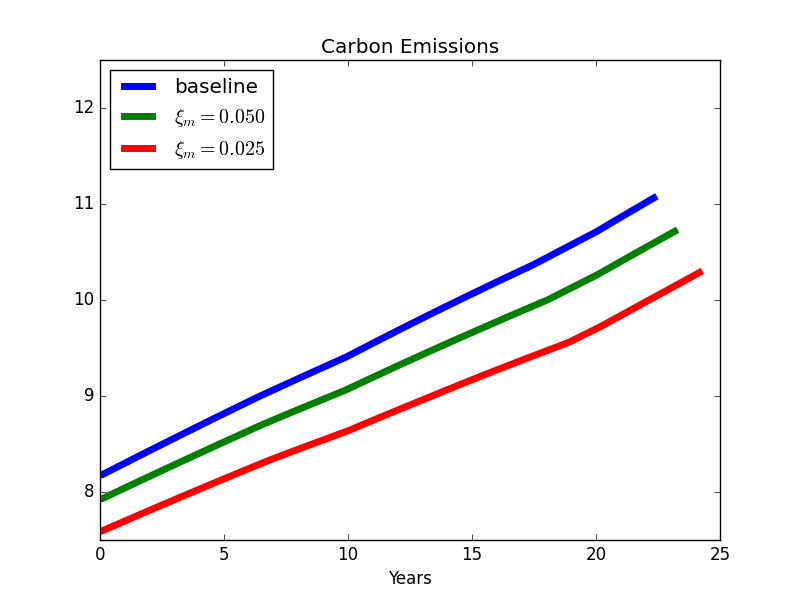 Carbon Emissions
baseline
ξm = 0.050
ξm = 0.025
12
11
10
9
8
0 5 10 15 20 25
Years